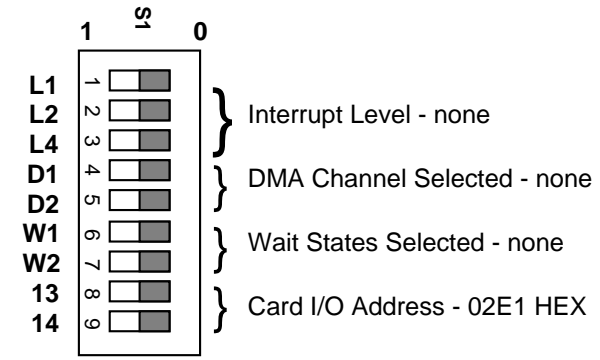 S1
1 0
L1 1
L2 2 Interrupt Level - none
L4 3
D1 4 DMA Channel Selected - none
D2 5
W1 6 Wait States Selected - none
W2 7
13 8 Card I/O Address - 02E1 HEX
14 9